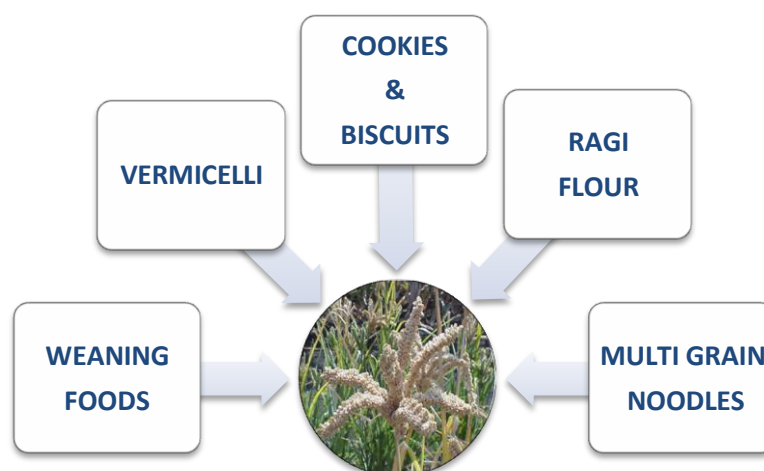 COOKIES
&
BISCUITS
VERMICELLI
RAGI
FLOUR
WEANING
FOODS
MULTI GRAIN
NOODLES